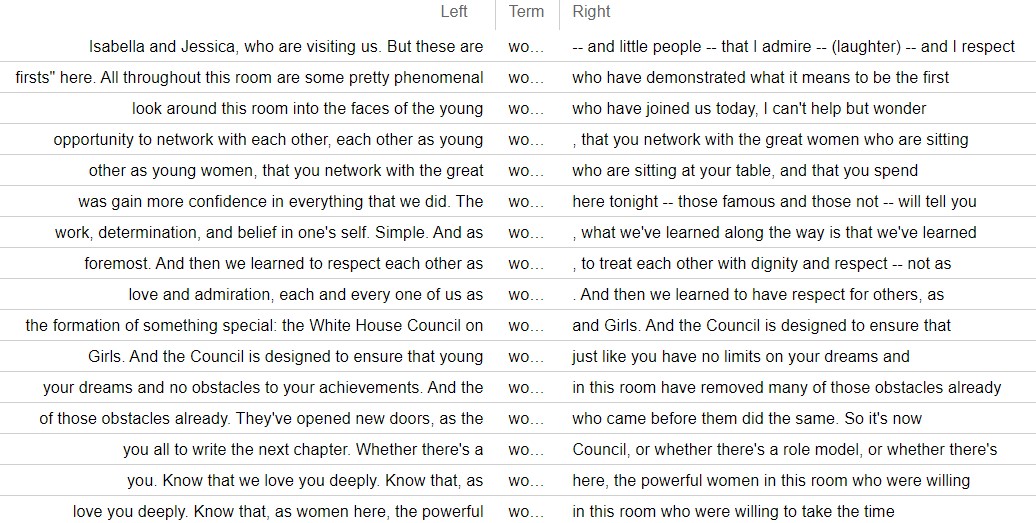 Left Term Right
Isabella and Jessica, who are visiting us. But these are wo... -- and little people -- that I admire -- (laughter) -- and I respect
firsts" here. All throughout this room are some pretty phenomenal wo... who have demonstrated what it means to be the first
look around this room into the faces of the young wo... who have joined us today, I can't help but wonder
opportunity to network with each other, each other as young wo... , that you network with the great women who are sitting
other as young women, that you network with the great wo... who are sitting at your table, and that you spend
was gain more confidence in everything that we did. The wo... here tonight -- those famous and those not -- will tell you
work, determination, and belief in one's self. Simple. And as wo... , what we've learned along the way is that we've learned
foremost. And then we learned to respect each other as wo... , to treat each other with dignity and respect -- not as
love and admiration, each and every one of us as wo... . And then we learned to have respect for others, as
the formation of something special: the White House Council on wo... and Girls. And the Council is designed to ensure that
Girls. And the Council is designed to ensure that young wo... just like you have no limits on your dreams and
your dreams and no obstacles to your achievements. And the wo... in this room have removed many of those obstacles already
of those obstacles already. They've opened new doors, as the wo... who came before them did the same. So it's now
you all to write the next chapter. Whether there's a wo... Council, or whether there's a role model, or whether there's
you. Know that we love you deeply. Know that, as wo... here, the powerful women in this room who were willing
love you deeply. Know that, as women here, the powerful wo... in this room who were willing to take the time